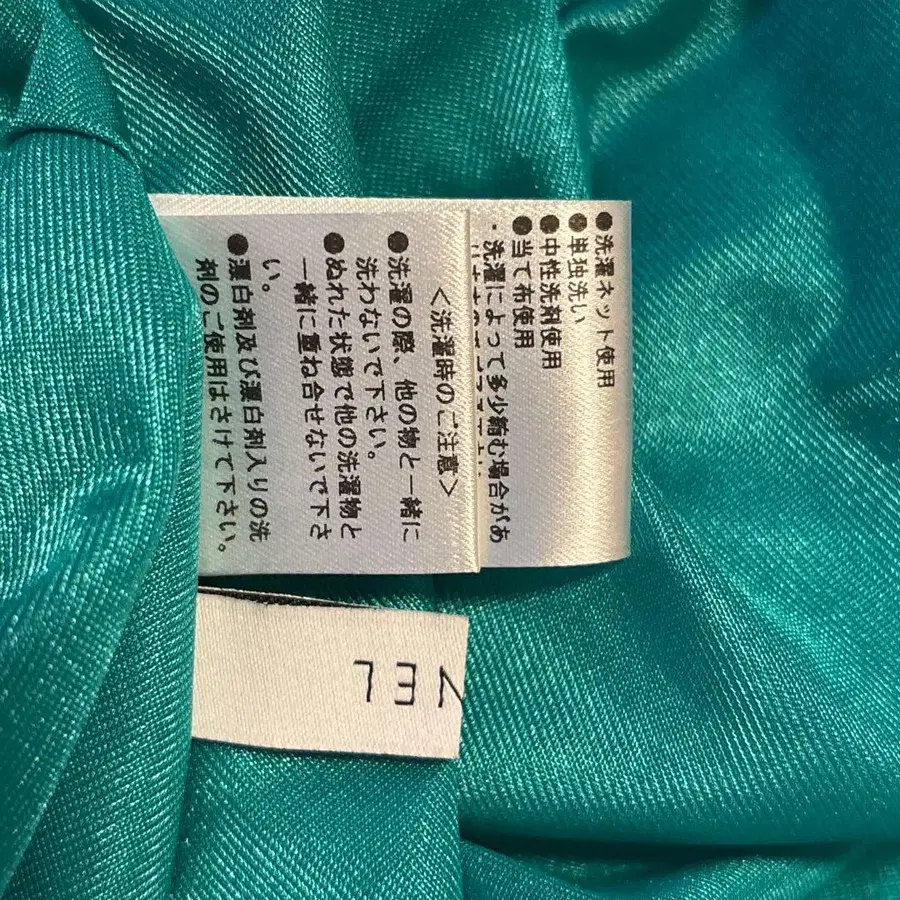 ●洗濯ネット使用
●単独洗い
●中性洗剤使用
●当て布使用
・洗濯によって多少縮む場合があ
<洗濯時のご注意>
●洗濯の際、他の物と一緒に
洗わないで下さい。
●ぬれた状態で他の洗濯物と
一緒に重ね合せないで下さ
い。
●漂白剤及び漂白剤入りの洗
剤のご使用はさけて下さい。
NEL